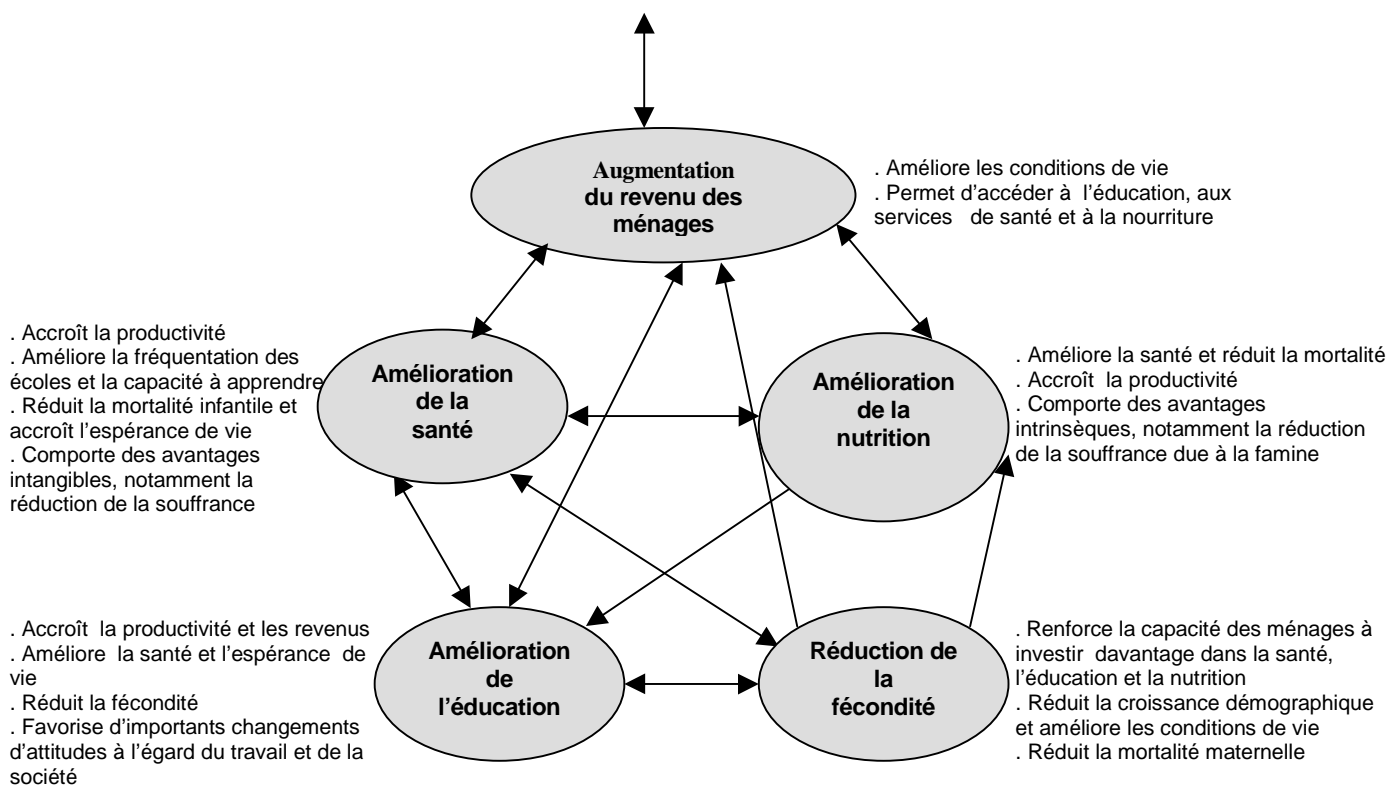 Augmentation
du revenu des
ménages
. Améliore les conditions de vie
. Permet d'accéder à l'éducation, aux
services de santé et à la nourriture
. Accroît la productivité
. Améliore la fréquentation des
écoles et la capacité à apprendre
. Réduit la mortalité infantile et
accroît l'espérance de vie
. Comporte des avantages
intangibles, notamment la
réduction de la souffrance
Amélioration
de la
santé
Amélioration
de la
nutrition
. Améliore la santé et réduit la mortalité
. Accroît la productivité
. Comporte des avantages
intrinsèques, notamment la réduction
de la souffrance due à la famine
. Accroît la productivité et les revenus
. Améliore la santé et l'espérance de
vie
. Réduit la fécondité
. Favorise d'importants changements
d'attitudes à l'égard du travail et de la
société
Amélioration
de
l'éducation
Réduction de
la
fécondité
. Renforce la capacité des ménages à
investir davantage dans la santé,
l'éducation et la nutrition
. Réduit la croissance démographique
et améliore les conditions de vie
. Réduit la mortalité maternelle